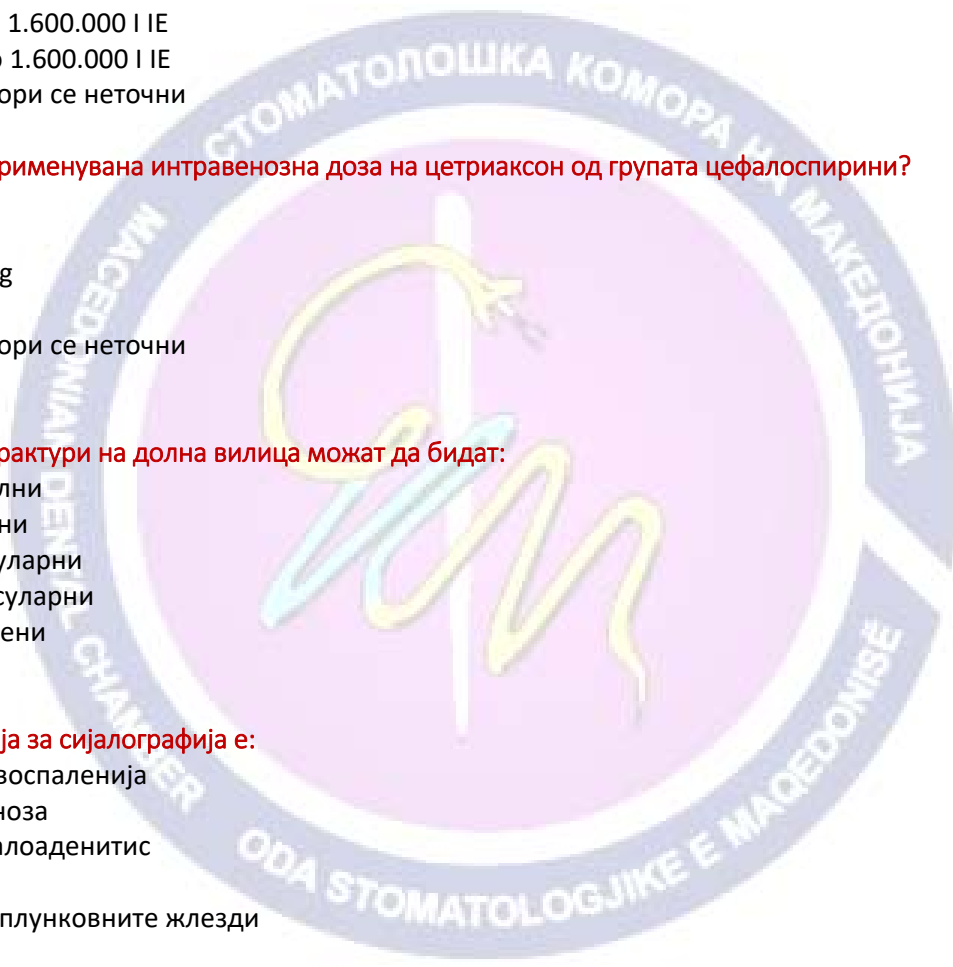 1.600.000 I IE
о 1.600.000 I IE
ори се неточни
рименувана интравенозна доза на цетриаксон од групата цефалоспирини?
g
ори се неточни
рактури на долна вилица можат да бидат:
лни
ни
уларни
суларни
ени
ја за сијалографија е:
воспаленија
ноза
алоаденитис
плунковните жлезди
СТОМАТОЛОШКА КОМОРА НА МАКЕДОНИЈА
MACEDONIAN DENTAL CHAMBER
ODA STOMATOLOGJIKE E MAQEDONISË